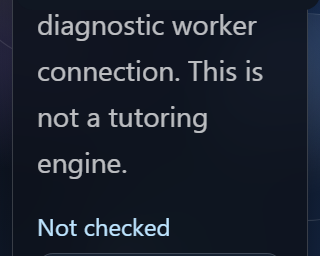 diagnostic worker
connection. This is
not a tutoring
engine.
Not checked